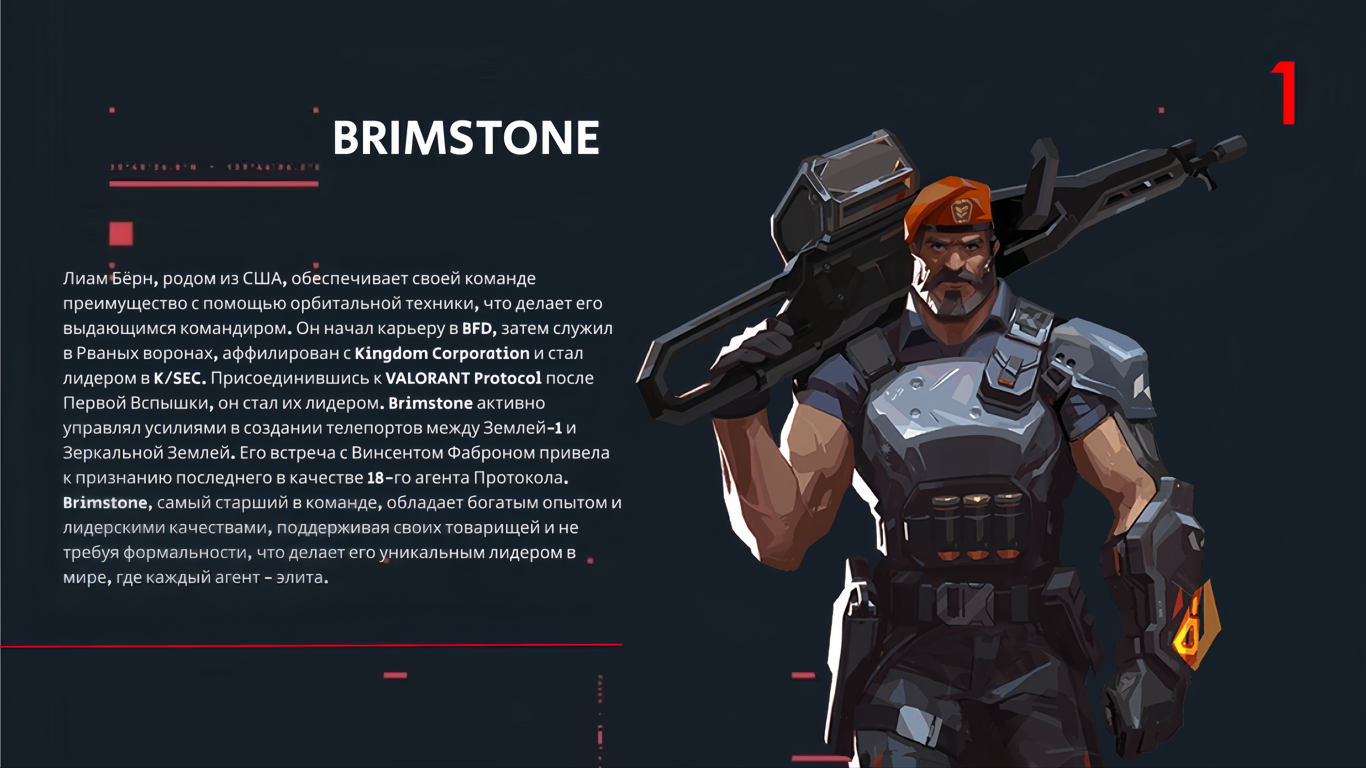 1
BRIMSTONE
Лиам Бёрн, родом из США, обеспечивает своей команде
преимущество с помощью орбитальной техники, что делает его
выдающимся командиром. Он начал карьеру в BFD, затем служил
в Рваных воронах, аффилирован с Kingdom Corporation и стал
лидером в K/SEC. Присоединившись к VALORANT Protocol после
Первой Вспышки, он стал их лидером. Brimstone активно
управлял усилиями в создании телепортов между Землей-1 и
Зеркальной Землей. Его встреча с Винсентом Фаброном привела
к признанию последнего в качестве 18-го агента Протокола.
Brimstone, самый старший в команде, обладает богатым опытом и
лидерскими качествами, поддерживая своих товарищей и не
требуя формальности, что делает его уникальным лидером в
мире, где каждый агент - элита.